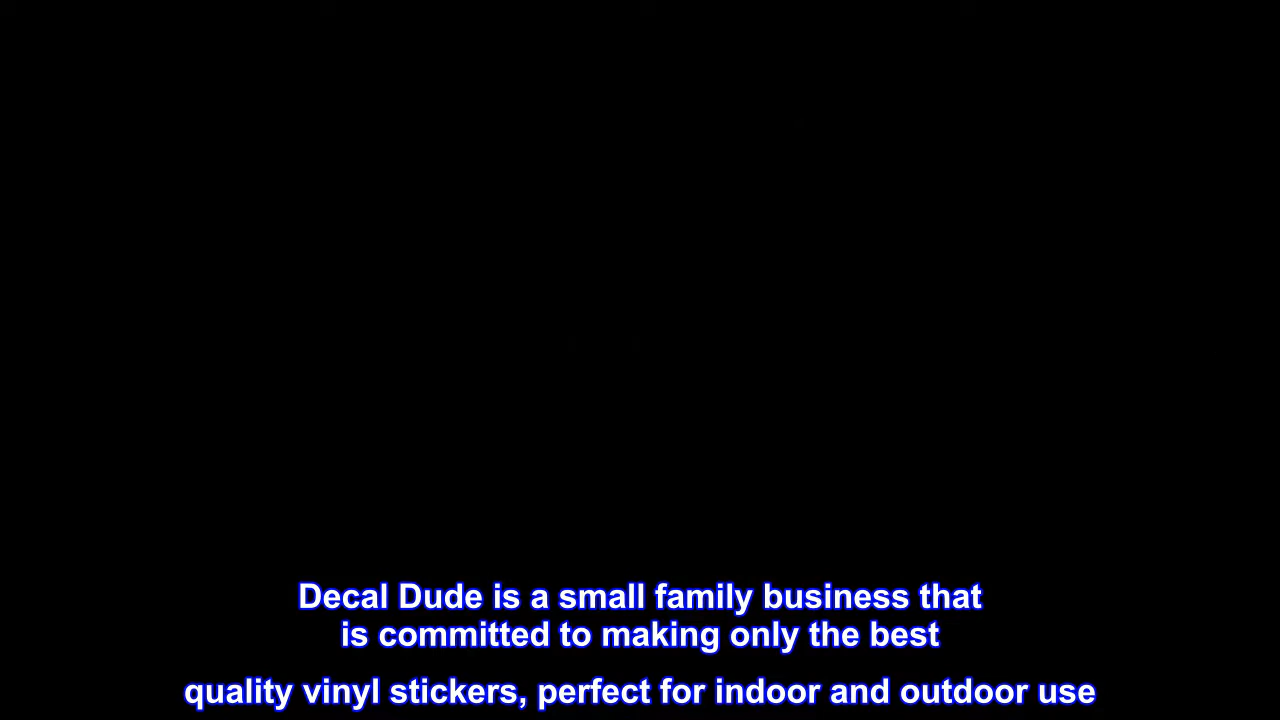 Decal Dude is a small family business that
is committed to making only the best
quality vinyl stickers, perfect for indoor and outdoor use